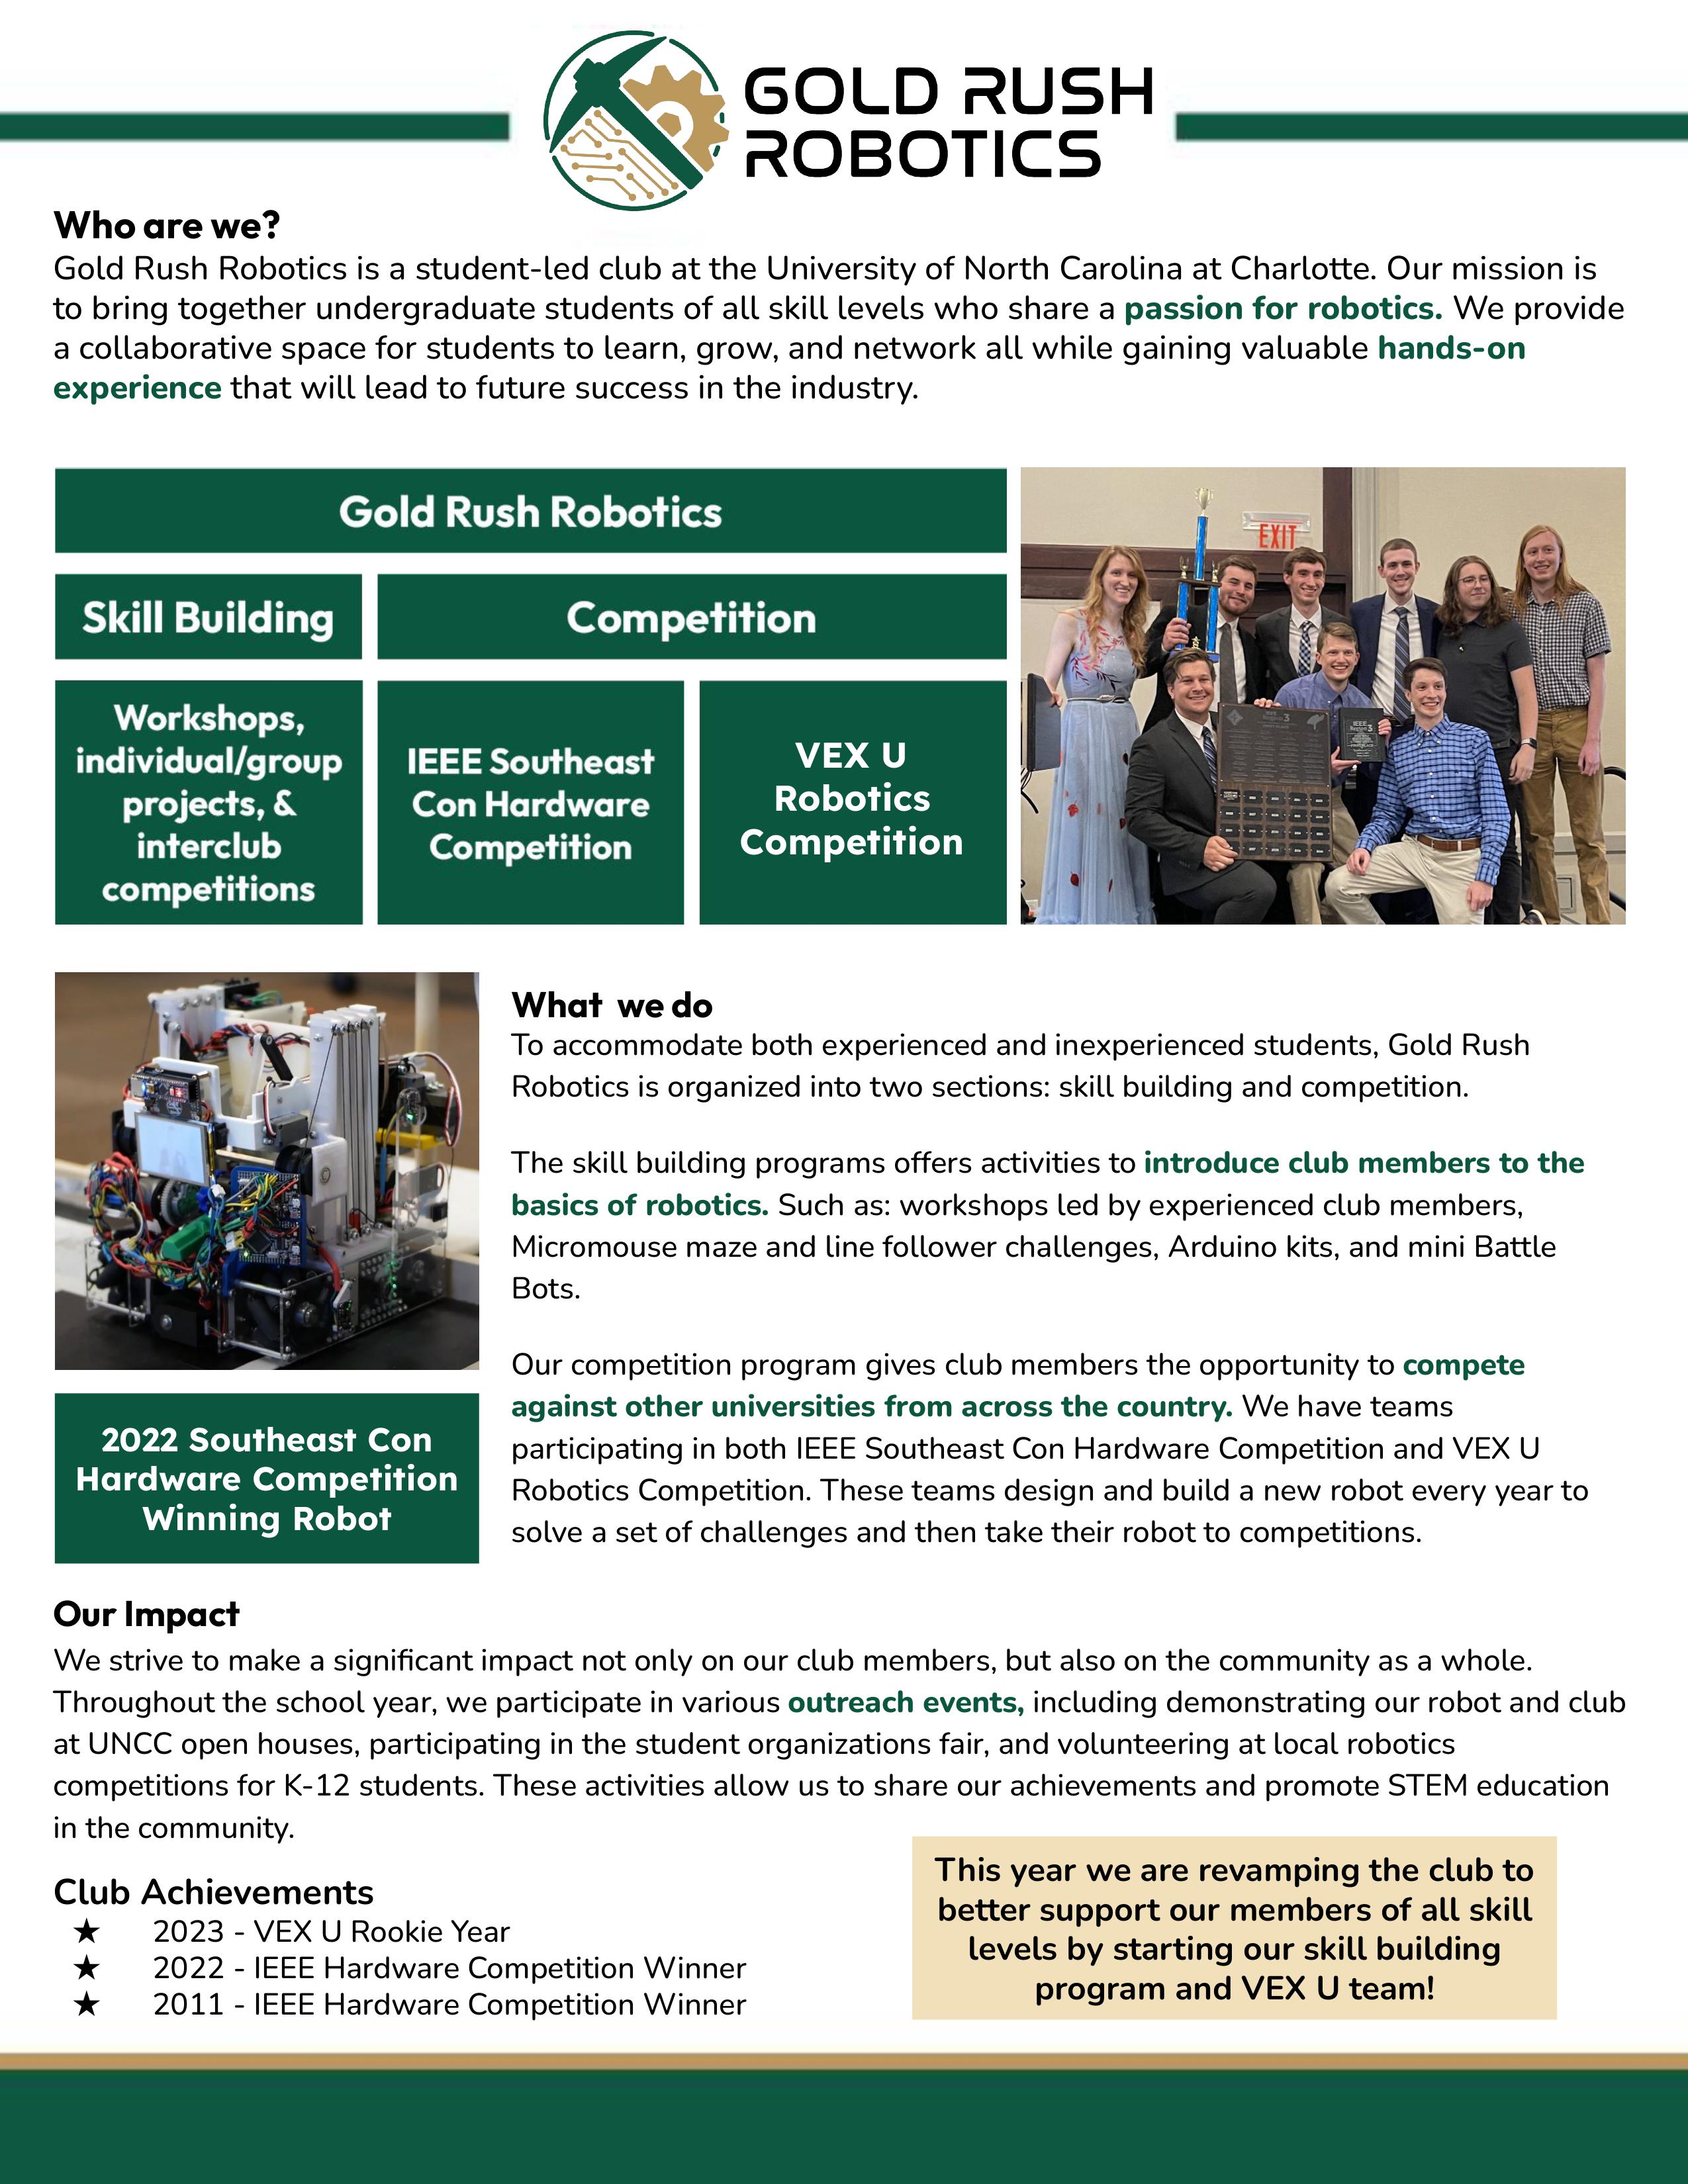 GOLD RUSH
ROBOTICS
Who are we?
Gold Rush Robotics is a student-led club at the University of North Carolina at Charlotte. Our mission is
to bring together undergraduate students of all skill levels who share a passion for robotics. We provide
a collaborative space for students to learn, grow, and network all while gaining valuable hands-on
experience that will lead to future success in the industry.
Gold Rush Robotics
Skill Building
Competition
Workshops,
individual/group
projects, &
interclub
competitions
IEEE Southeast
Con Hardware
Competition
VEX U
Robotics
Competition
EXIT
IEEE
Region 3
What we do
To accommodate both experienced and inexperienced students, Gold Rush
Robotics is organized into two sections: skill building and competition.
The skill building programs offers activities to introduce club members to the
basics of robotics. Such as: workshops led by experienced club members,
Micromouse maze and line follower challenges, Arduino kits, and mini Battle
Bots.
Our competition program gives club members the opportunity to compete
against other universities from across the country. We have teams
participating in both IEEE Southeast Con Hardware Competition and VEX U
Robotics Competition. These teams design and build a new robot every year to
solve a set of challenges and then take their robot to competitions.
2022 Southeast Con
Hardware Competition
Winning Robot
Our Impact
We strive to make a significant impact not only on our club members, but also on the community as a whole.
Throughout the school year, we participate in various outreach events, including demonstrating our robot and club
at UNCC open houses, participating in the student organizations fair, and volunteering at local robotics
competitions for K-12 students. These activities allow us to share our achievements and promote STEM education
in the community.
Club Achievements
★ 2023 - VEX U Rookie Year
★ 2022 - IEEE Hardware Competition Winner
★ 2011 - IEEE Hardware Competition Winner
This year we are revamping the club to
better support our members of all skill
levels by starting our skill building
program and VEX U team!